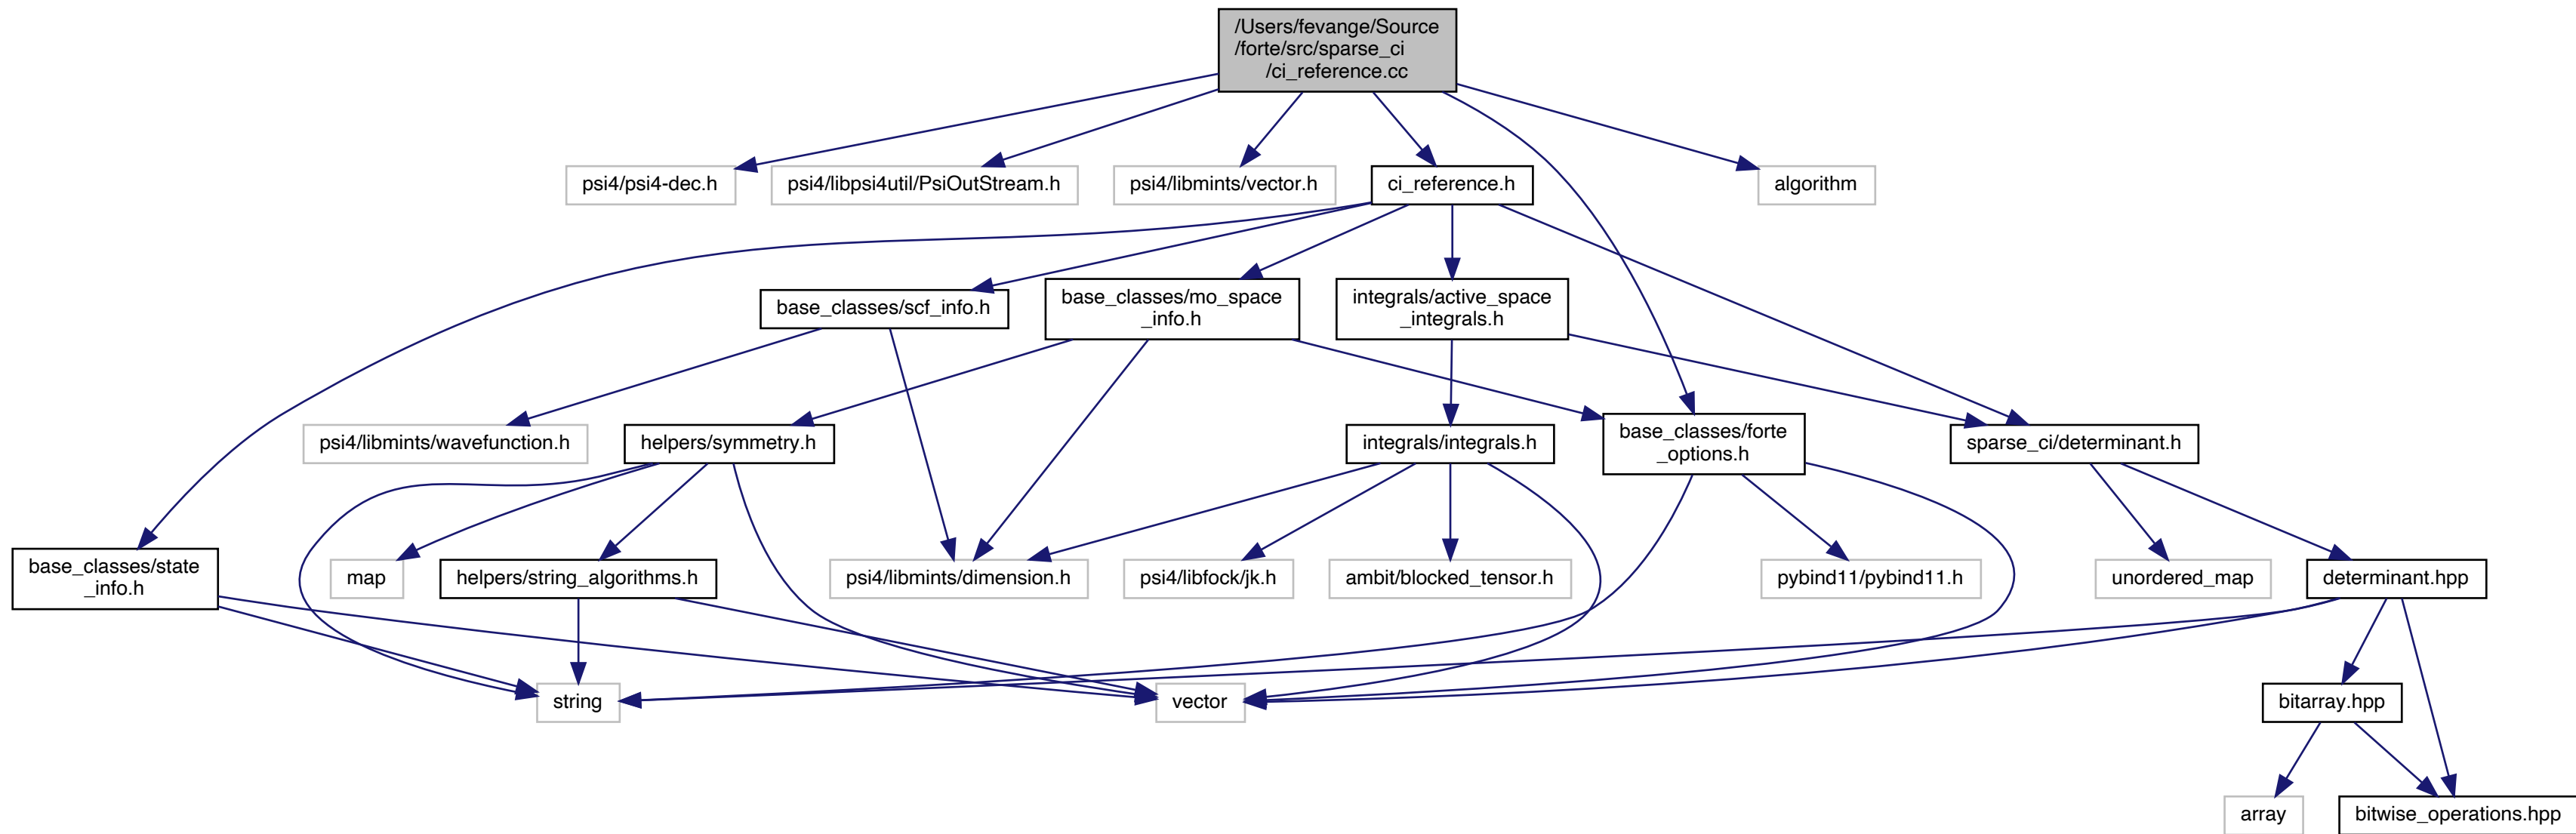 /Users/fevange/Source
/forte/src/sparse_ci
/ci_reference.cc
psi4/psi4-dec.h
psi4/libpsi4util/PsiOutStream.h
psi4/libmints/vector.h
ci_reference.h
algorithm
base_classes/scf_info.h
base_classes/mo_space
_info.h
integrals/active_space
_integrals.h
psi4/libmints/wavefunction.h
helpers/symmetry.h
integrals/integrals.h
base_classes/forte
_options.h
sparse_ci/determinant.h
base_classes/state
_info.h
map
helpers/string_algorithms.h
psi4/libmints/dimension.h
psi4/libfock/jk.h
ambit/blocked_tensor.h
pybind11/pybind11.h
unordered_map
determinant.hpp
string
vector
bitarray.hpp
array
bitwise_operations.hpp